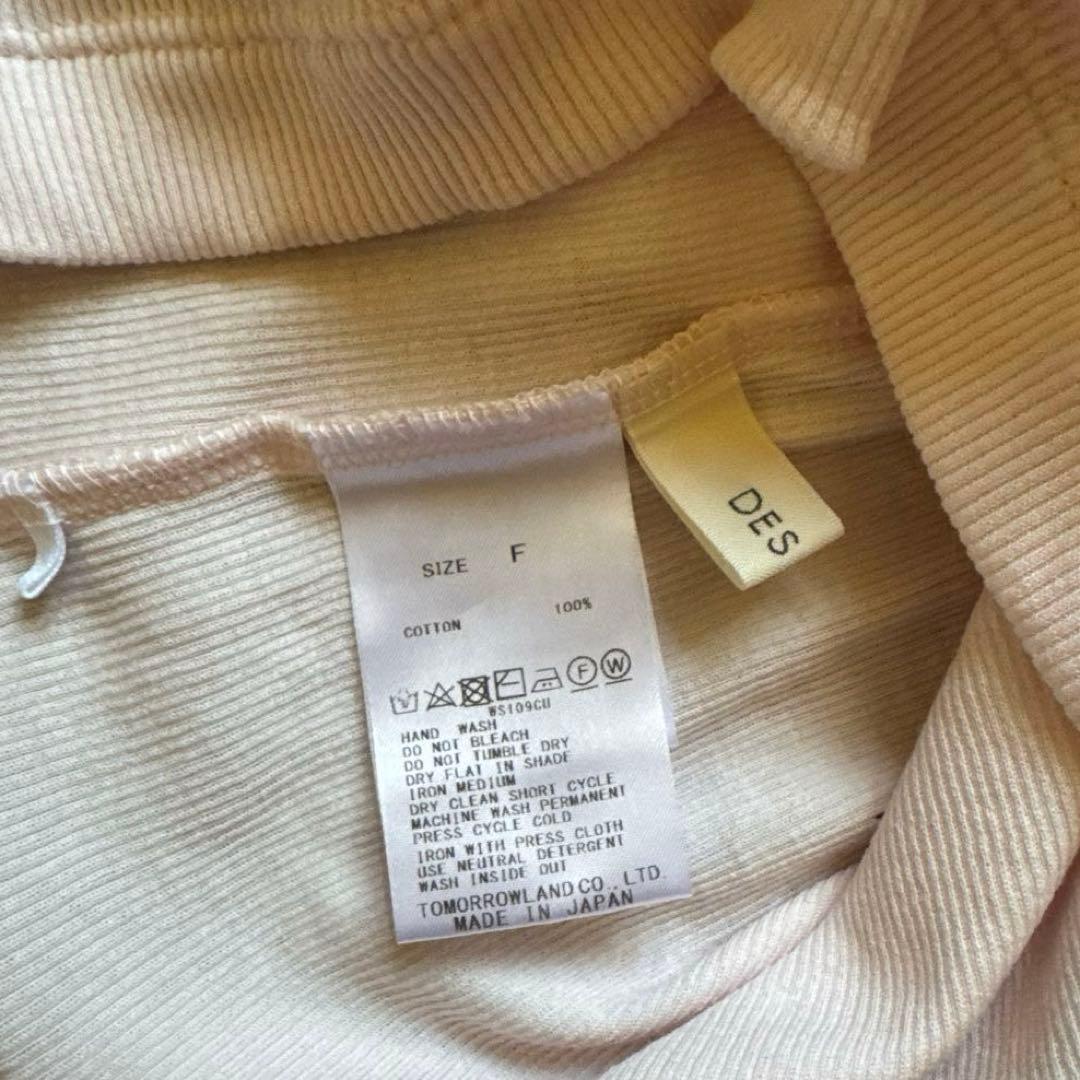 SIZE F
COTTON 100%
F W
WS109CU
HAND WASH
DO NOT BLEACH
DO NOT TUMBLE DRY
DRY FLAT IN SHADE
IRON MEDIUM
DRY CLEAN SHORT CYCLE
MACHINE WASH PERMANENT
PRESS CYCLE COLD
IRON WITH PRESS CLOTH
USE NEUTRAL DETERGENT
WASH INSIDE OUT
TOMORROWLAND CO., LTD.
MADE IN JAPAN
DES